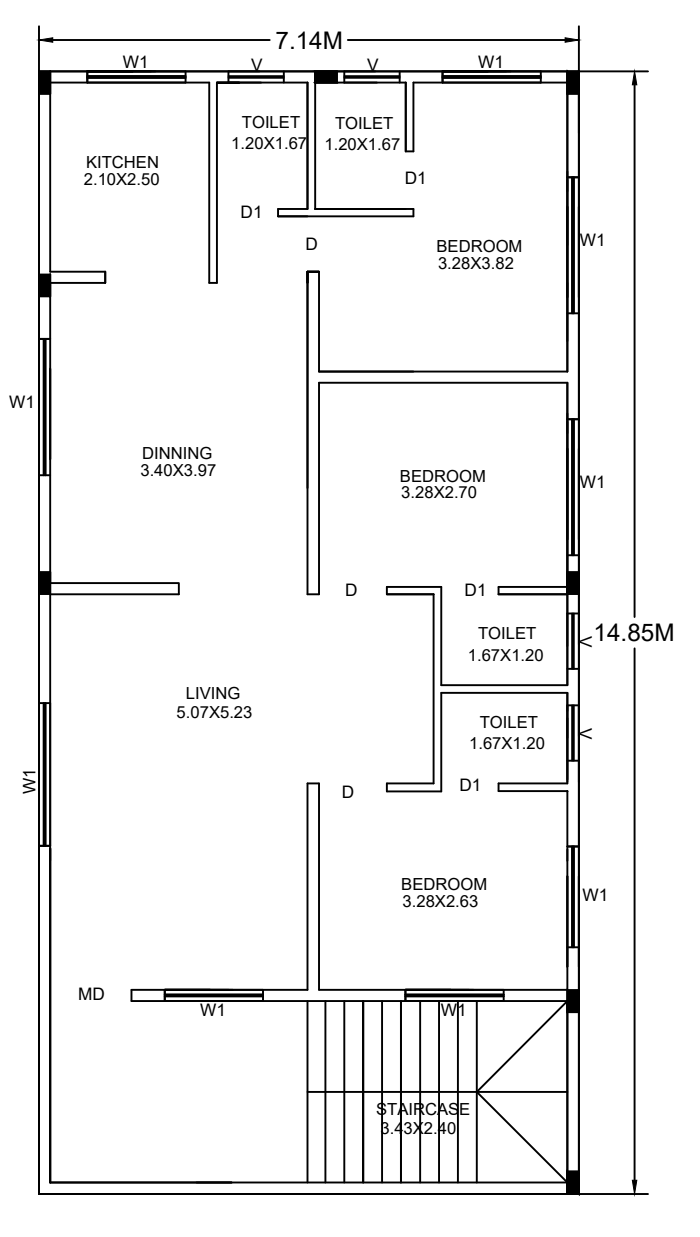 7.14M
W1
V
V
W1
TOILET
1.20X1.67
TOILET
1.20X1.67
KITCHEN
2.10X2.50
D1
D1
D
BEDROOM
3.28X3.82
W1
W1
DINNING
3.40X3.97
BEDROOM
3.28X2.70
W1
D
D1
TOILET
1.67X1.20
V
14.85M
LIVING
5.07X5.23
TOILET
1.67X1.20
V
W1
D
D1
BEDROOM
3.28X2.63
W1
MD
W1
W1
STAIRCASE
3.43X2.40